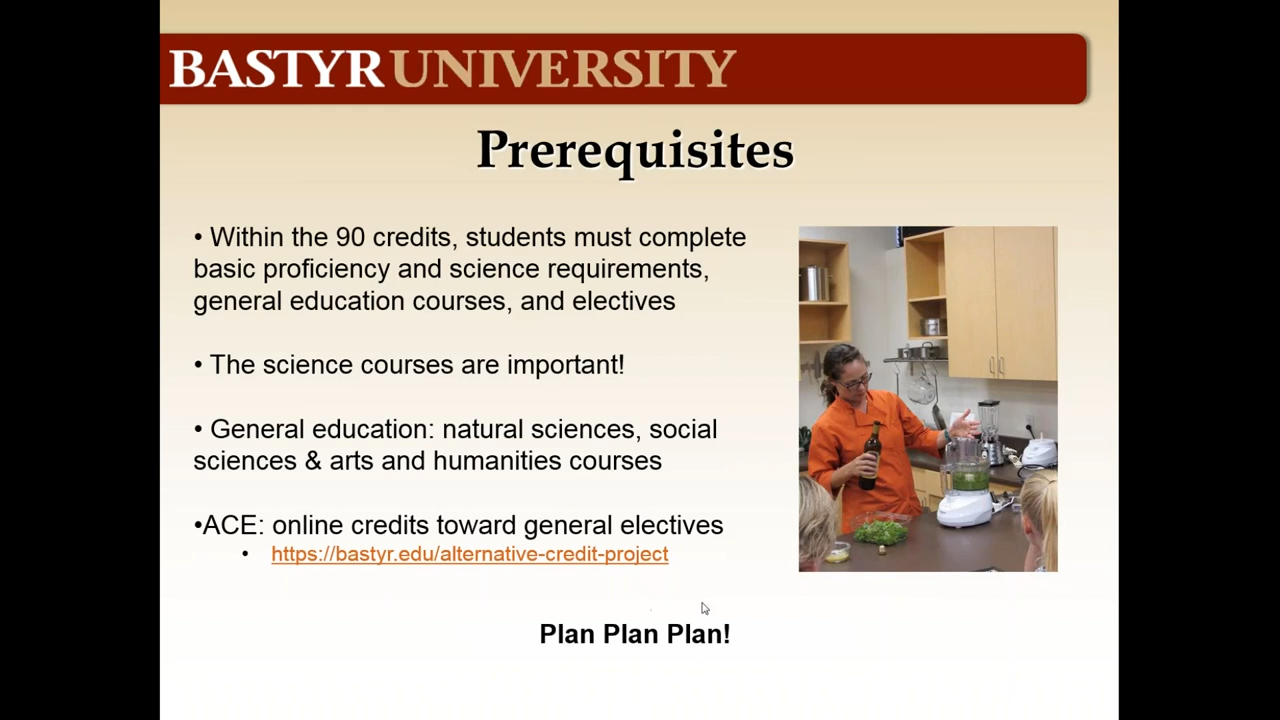 BASTYR UNIVERSITY
Prerequisites
• Within the 90 credits, students must complete
basic proficiency and science requirements,
general education courses, and electives
• The science courses are important!
• General education: natural sciences, social
sciences & arts and humanities courses
•ACE: online credits toward general electives
• https://bastyr.edu/alternative-credit-project
Plan Plan Plan!